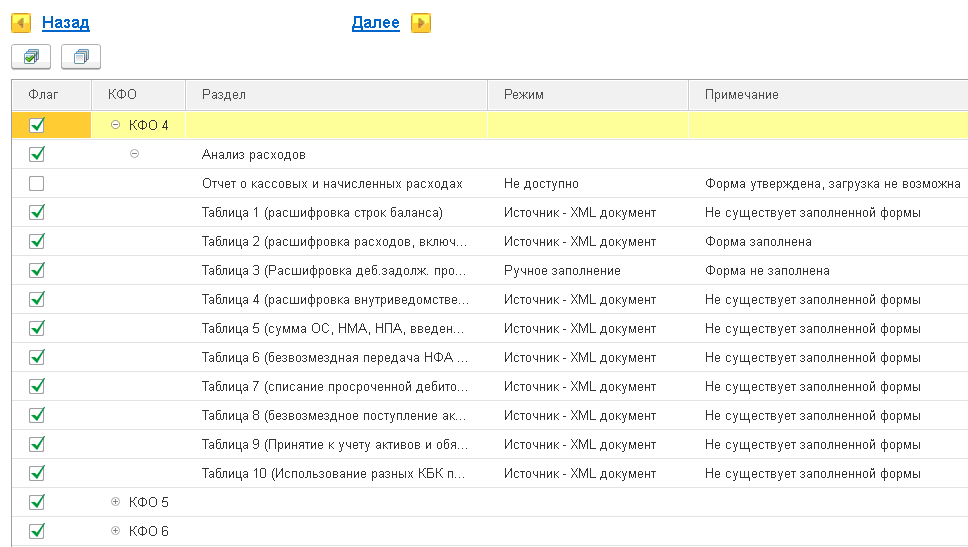 Назад Далее
Флаг КФО Раздел Режим Примечание
КФО 4
Анализ расходов
Отчет о кассовых и начисленных расходах Не доступно Форма утверждена, загрузка не возможна
Таблица 1 (расшифровка строк баланса) Источник - XML документ Не существует заполненной формы
Таблица 2 (расшифровка расходов, включ... Источник - XML документ Форма заполнена
Таблица 3 (Расшифровка деб.задолж. про... Ручное заполнение Форма не заполнена
Таблица 4 (расшифровка внутриведомстве... Источник - XML документ Не существует заполненной формы
Таблица 5 (сумма ОС, НМА, НПА, введен... Источник - XML документ Не существует заполненной формы
Таблица 6 (безвозмездная передача НФА ... Источник - XML документ Не существует заполненной формы
Таблица 7 (списание просроченной дебито... Источник - XML документ Не существует заполненной формы
Таблица 8 (безвозмездное поступление ак... Источник - XML документ Не существует заполненной формы
Таблица 9 (Принятие к учету активов и обя... Источник - XML документ Не существует заполненной формы
Таблица 10 (Использование разных КБК п... Источник - XML документ Не существует заполненной формы
КФО 5
КФО 6